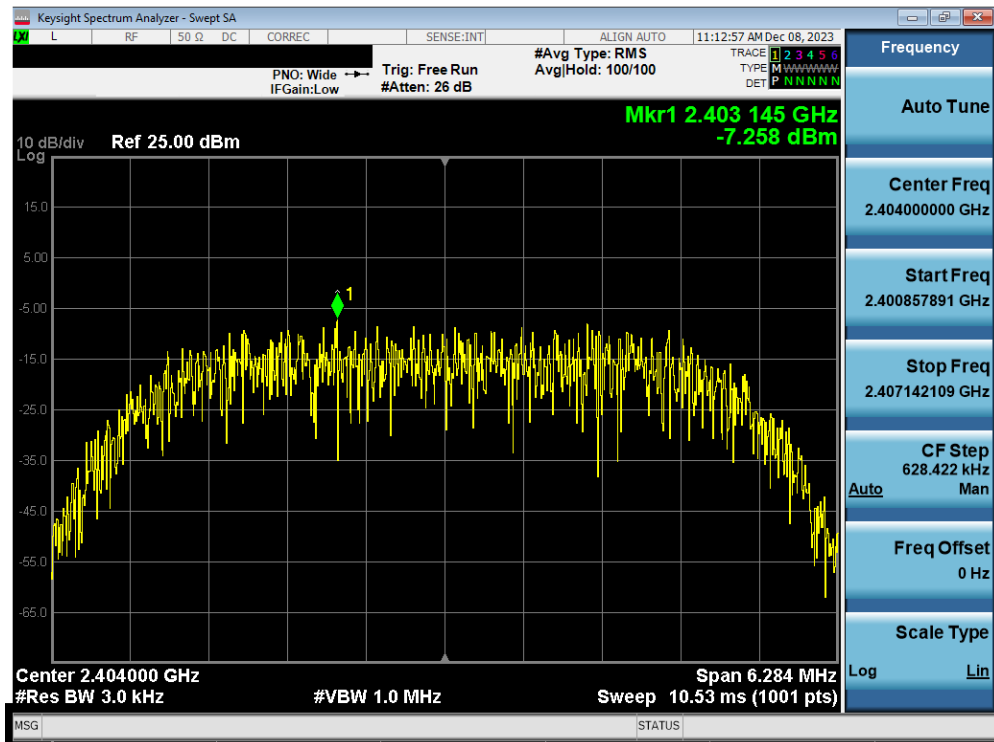 Keysight Spectrum Analyzer - Swept SA
LXI L RF 50 Ω DC CORREC SENSE:INT ALIGN AUTO 11:12:57 AM Dec 08, 2023
PNO: Wide
IFGain:Low
Trig: Free Run
#Atten: 26 dB
#Avg Type: RMS
Avg|Hold: 100/100
TRACE 1 2 3 4 5 6
TYPE M W W W W W
DET P N N N N N
Mkr1 2.403 145 GHz
-7.258 dBm
10 dB/div Ref 25.00 dBm
Log
15.0
5.00
-5.00
-15.0
-25.0
-35.0
-45.0
-55.0
-65.0
1
Center 2.404000 GHz Span 6.284 MHz
#Res BW 3.0 kHz #VBW 1.0 MHz Sweep 10.53 ms (1001 pts)
MSG STATUS
Frequency
Auto Tune
Center Freq
2.404000000 GHz
Start Freq
2.400857891 GHz
Stop Freq
2.407142109 GHz
CF Step
628.422 kHz
Auto Man
Freq Offset
0 Hz
Scale Type
Log Lin